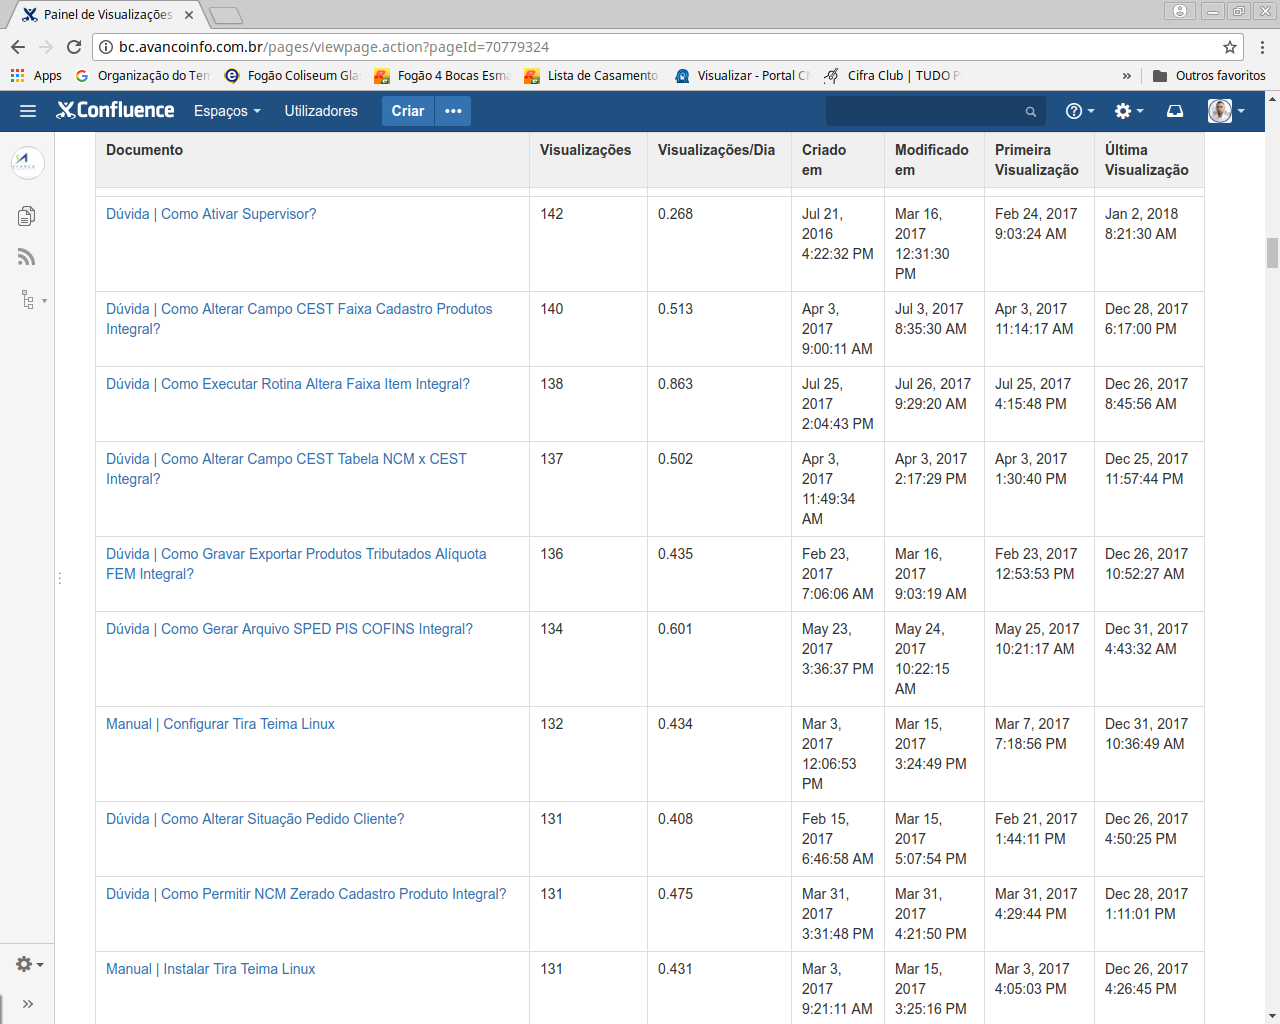 Painel de Visualizações
bc.avancoinfo.com.br/pages/viewpage.action?pageId=70779324
Apps Organização do Ter Fogão Coliseum Gla Fogão 4 Bocas Esma Lista de Casamento Visualizar - Portal C Cifra Club | TUDO P » Outros favoritos
Confluence Espaços Utilizadores Criar •••
Documento Visualizações Visualizações/Dia Criado em Modificado em Primeira Visualização Última Visualização
Dúvida | Como Ativar Supervisor? 142 0.268 Jul 21, 2016 4:22:32 PM Mar 16, 2017 12:31:30 PM Feb 24, 2017 9:03:24 AM Jan 2, 2018 8:21:30 AM
Dúvida | Como Alterar Campo CEST Faixa Cadastro Produtos Integral? 140 0.513 Apr 3, 2017 9:00:11 AM Jul 3, 2017 8:35:30 AM Apr 3, 2017 11:14:17 AM Dec 28, 2017 6:17:00 PM
Dúvida | Como Executar Rotina Altera Faixa Item Integral? 138 0.863 Jul 25, 2017 2:04:43 PM Jul 26, 2017 9:29:20 AM Jul 25, 2017 4:15:48 PM Dec 26, 2017 8:45:56 AM
Dúvida | Como Alterar Campo CEST Tabela NCM x CEST Integral? 137 0.502 Apr 3, 2017 11:49:34 AM Apr 3, 2017 2:17:29 PM Apr 3, 2017 1:30:40 PM Dec 25, 2017 11:57:44 PM
Dúvida | Como Gravar Exportar Produtos Tributados Alíquota FEM Integral? 136 0.435 Feb 23, 2017 7:06:06 AM Mar 16, 2017 9:03:19 AM Feb 23, 2017 12:53:53 PM Dec 26, 2017 10:52:27 AM
Dúvida | Como Gerar Arquivo SPED PIS COFINS Integral? 134 0.601 May 23, 2017 3:36:37 PM May 24, 2017 10:22:15 AM May 25, 2017 10:21:17 AM Dec 31, 2017 4:43:32 AM
Manual | Configurar Tira Teima Linux 132 0.434 Mar 3, 2017 12:06:53 PM Mar 15, 2017 3:24:49 PM Mar 7, 2017 7:18:56 PM Dec 31, 2017 10:36:49 AM
Dúvida | Como Alterar Situação Pedido Cliente? 131 0.408 Feb 15, 2017 6:46:58 AM Mar 15, 2017 5:07:54 PM Feb 21, 2017 1:44:11 PM Dec 26, 2017 4:50:25 PM
Dúvida | Como Permitir NCM Zerado Cadastro Produto Integral? 131 0.475 Mar 31, 2017 3:31:48 PM Mar 31, 2017 4:21:50 PM Mar 31, 2017 4:29:44 PM Dec 28, 2017 1:11:01 PM
Manual | Instalar Tira Teima Linux 131 0.431 Mar 3, 2017 9:21:11 AM Mar 15, 2017 3:25:16 PM Mar 3, 2017 4:05:03 PM Dec 26, 2017 4:26:45 PM